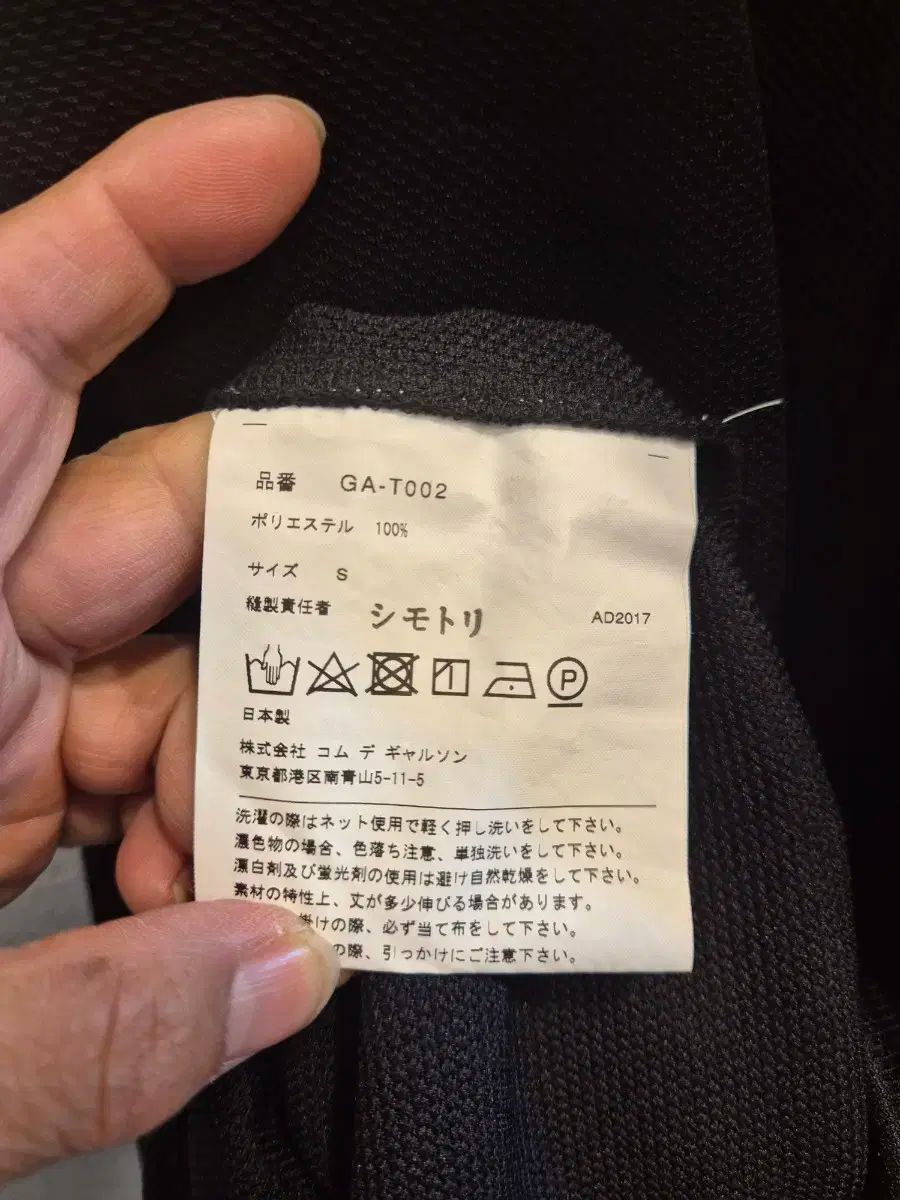 品番 GA-T002
ポリエステル 100%
サイズ S
縫製責任者 シモトリ AD2017
P
日本製
株式会社 コム デ ギャルソン
東京都港区南青山5-11-5
洗濯の際はネット使用で軽く押し洗いをして下さい。
濃色物の場合、色落ち注意、単独洗いをして下さい。
漂白剤及び蛍光剤の使用は避け自然乾燥をして下さい。
素材の特性上、丈が多少伸びる場合があります。
掛けの際、必ず当て布をして下さい。
の際、引っかけにご注意下さい。